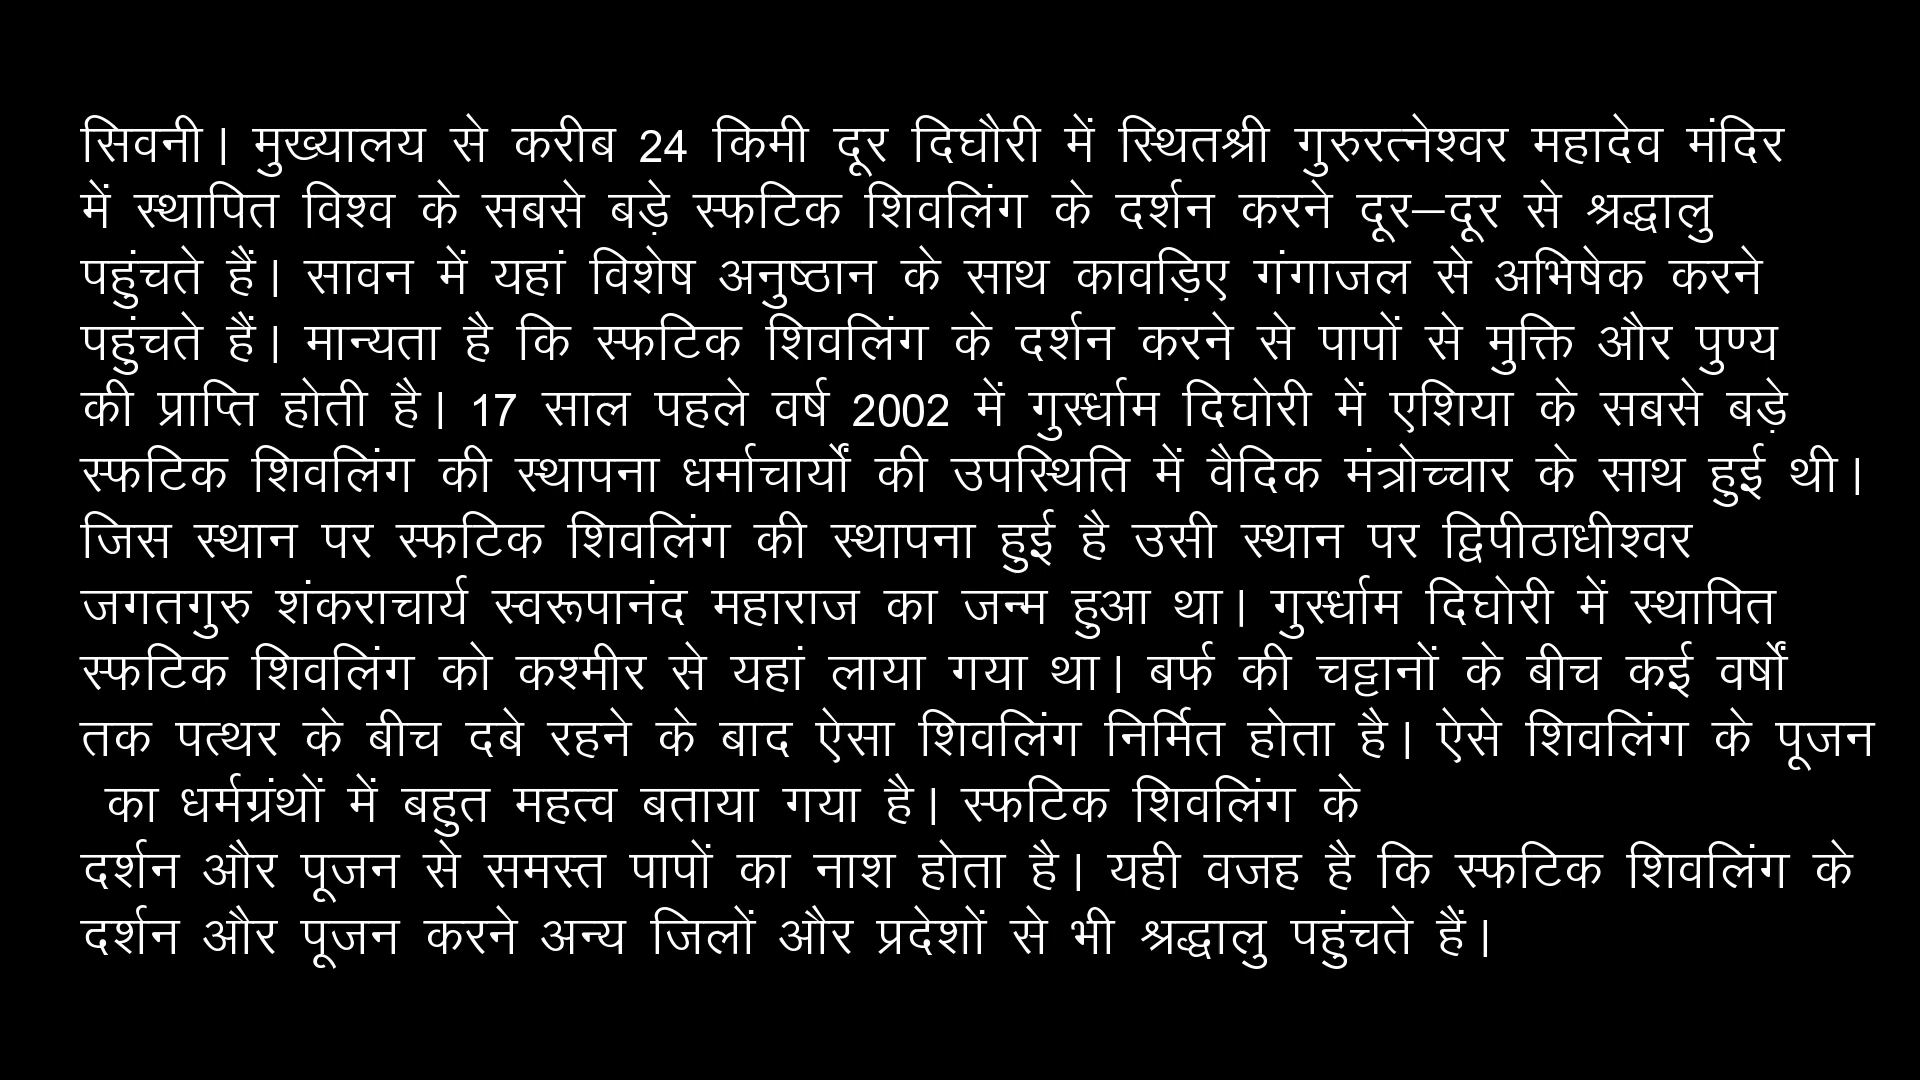 सिवनी। मुख्यालय से करीब 24 किमी दूर दिघौरी में स्थितश्री गुरुरत्नेश्वर महादेव मंदिर
में स्थापित विश्व के सबसे बड़े स्फटिक शिवलिंग के दर्शन करने दूर–दूर से श्रद्धालु
पहुंचते हैं। सावन में यहां विशेष अनुष्ठान के साथ कावड़िए गंगाजल से अभिषेक करने
पहुंचते हैं। मान्यता है कि स्फटिक शिवलिंग के दर्शन करने से पापों से मुक्ति और पुण्य
की प्राप्ति होती है। 17 साल पहले वर्ष 2002 में गुर्स्धाम दिघोरी में एशिया के सबसे बड़े
स्फटिक शिवलिंग की स्थापना धर्माचार्यों की उपस्थिति में वैदिक मंत्रोच्चार के साथ हुई थी।
जिस स्थान पर स्फटिक शिवलिंग की स्थापना हुई है उसी स्थान पर द्विपीठाधीश्वर
जगतगुरु शंकराचार्य स्वरूपानंद महाराज का जन्म हुआ था। गुर्स्धाम दिघोरी में स्थापित
स्फटिक शिवलिंग को कश्मीर से यहां लाया गया था। बर्फ की चट्टानों के बीच कई वर्षों
तक पत्थर के बीच दबे रहने के बाद ऐसा शिवलिंग निर्मित होता है। ऐसे शिवलिंग के पूजन
का धर्मग्रंथों में बहुत महत्व बताया गया है। स्फटिक शिवलिंग के
दर्शन और पूजन से समस्त पापों का नाश होता है। यही वजह है कि स्फटिक शिवलिंग के
दर्शन और पूजन करने अन्य जिलों और प्रदेशों से भी श्रद्धालु पहुंचते हैं।